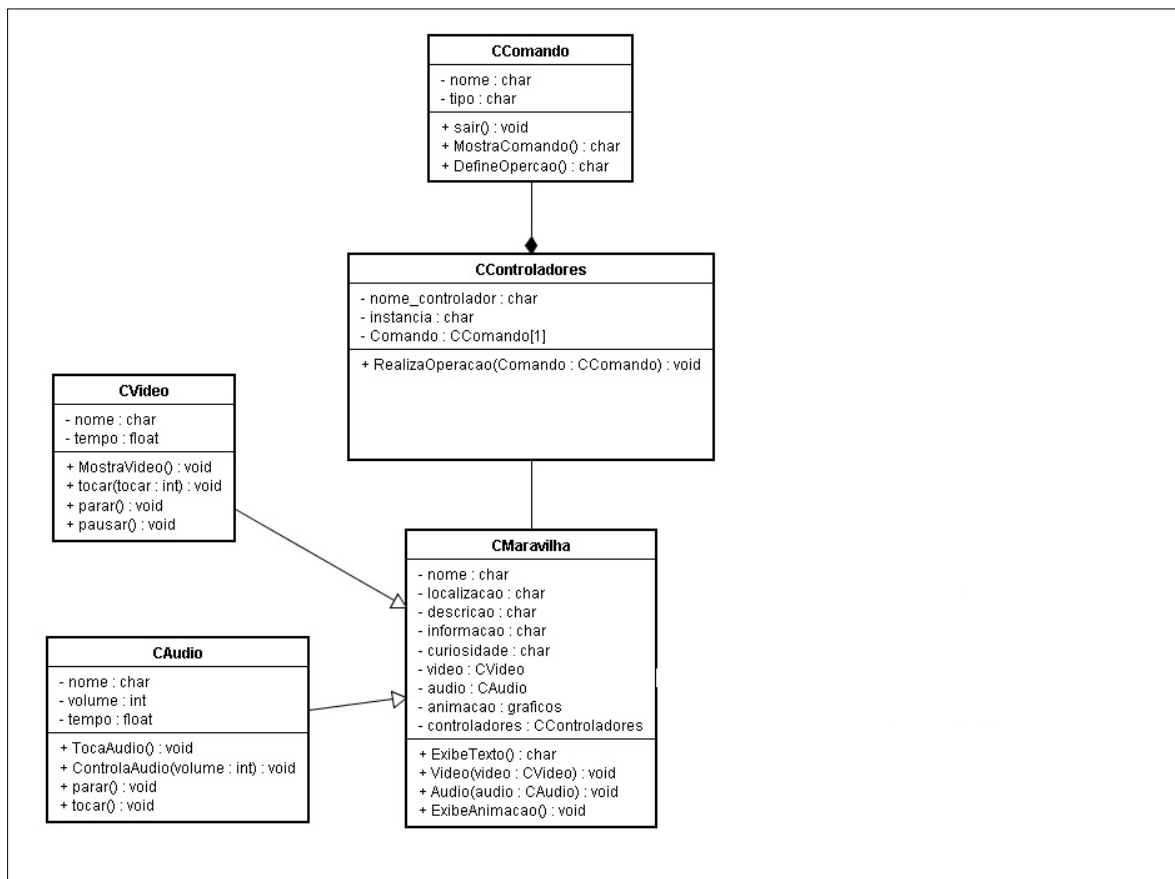 CComando
- nome : char
- tipo : char
+ sair() : void
+ MostraComando() : char
+ DefineOpercao() : char
CControladores
- nome_controlador : char
- instancia : char
- Comando : CComando[1]
+ RealizaOperacao(Comando : CComando) : void
CVideo
- nome : char
- tempo : float
+ MostraVideo() : void
+ tocar(tocar : int) : void
+ parar() : void
+ pausar() : void
CMaravilha
- nome : char
- localizacao : char
- descricao : char
- informacao : char
- curiosidade : char
- video : CVideo
- audio : CAudio
- animacao : graficos
- controladores : CControladores
+ ExibeTexto() : char
+ Video(video : CVideo) : void
+ Audio(audio : CAudio) : void
+ ExibeAnimacao() : void
CAudio
- nome : char
- volume : int
- tempo : float
+ TocaAudio() : void
+ ControlaAudio(volume : int) : void
+ parar() : void
+ tocar() : void